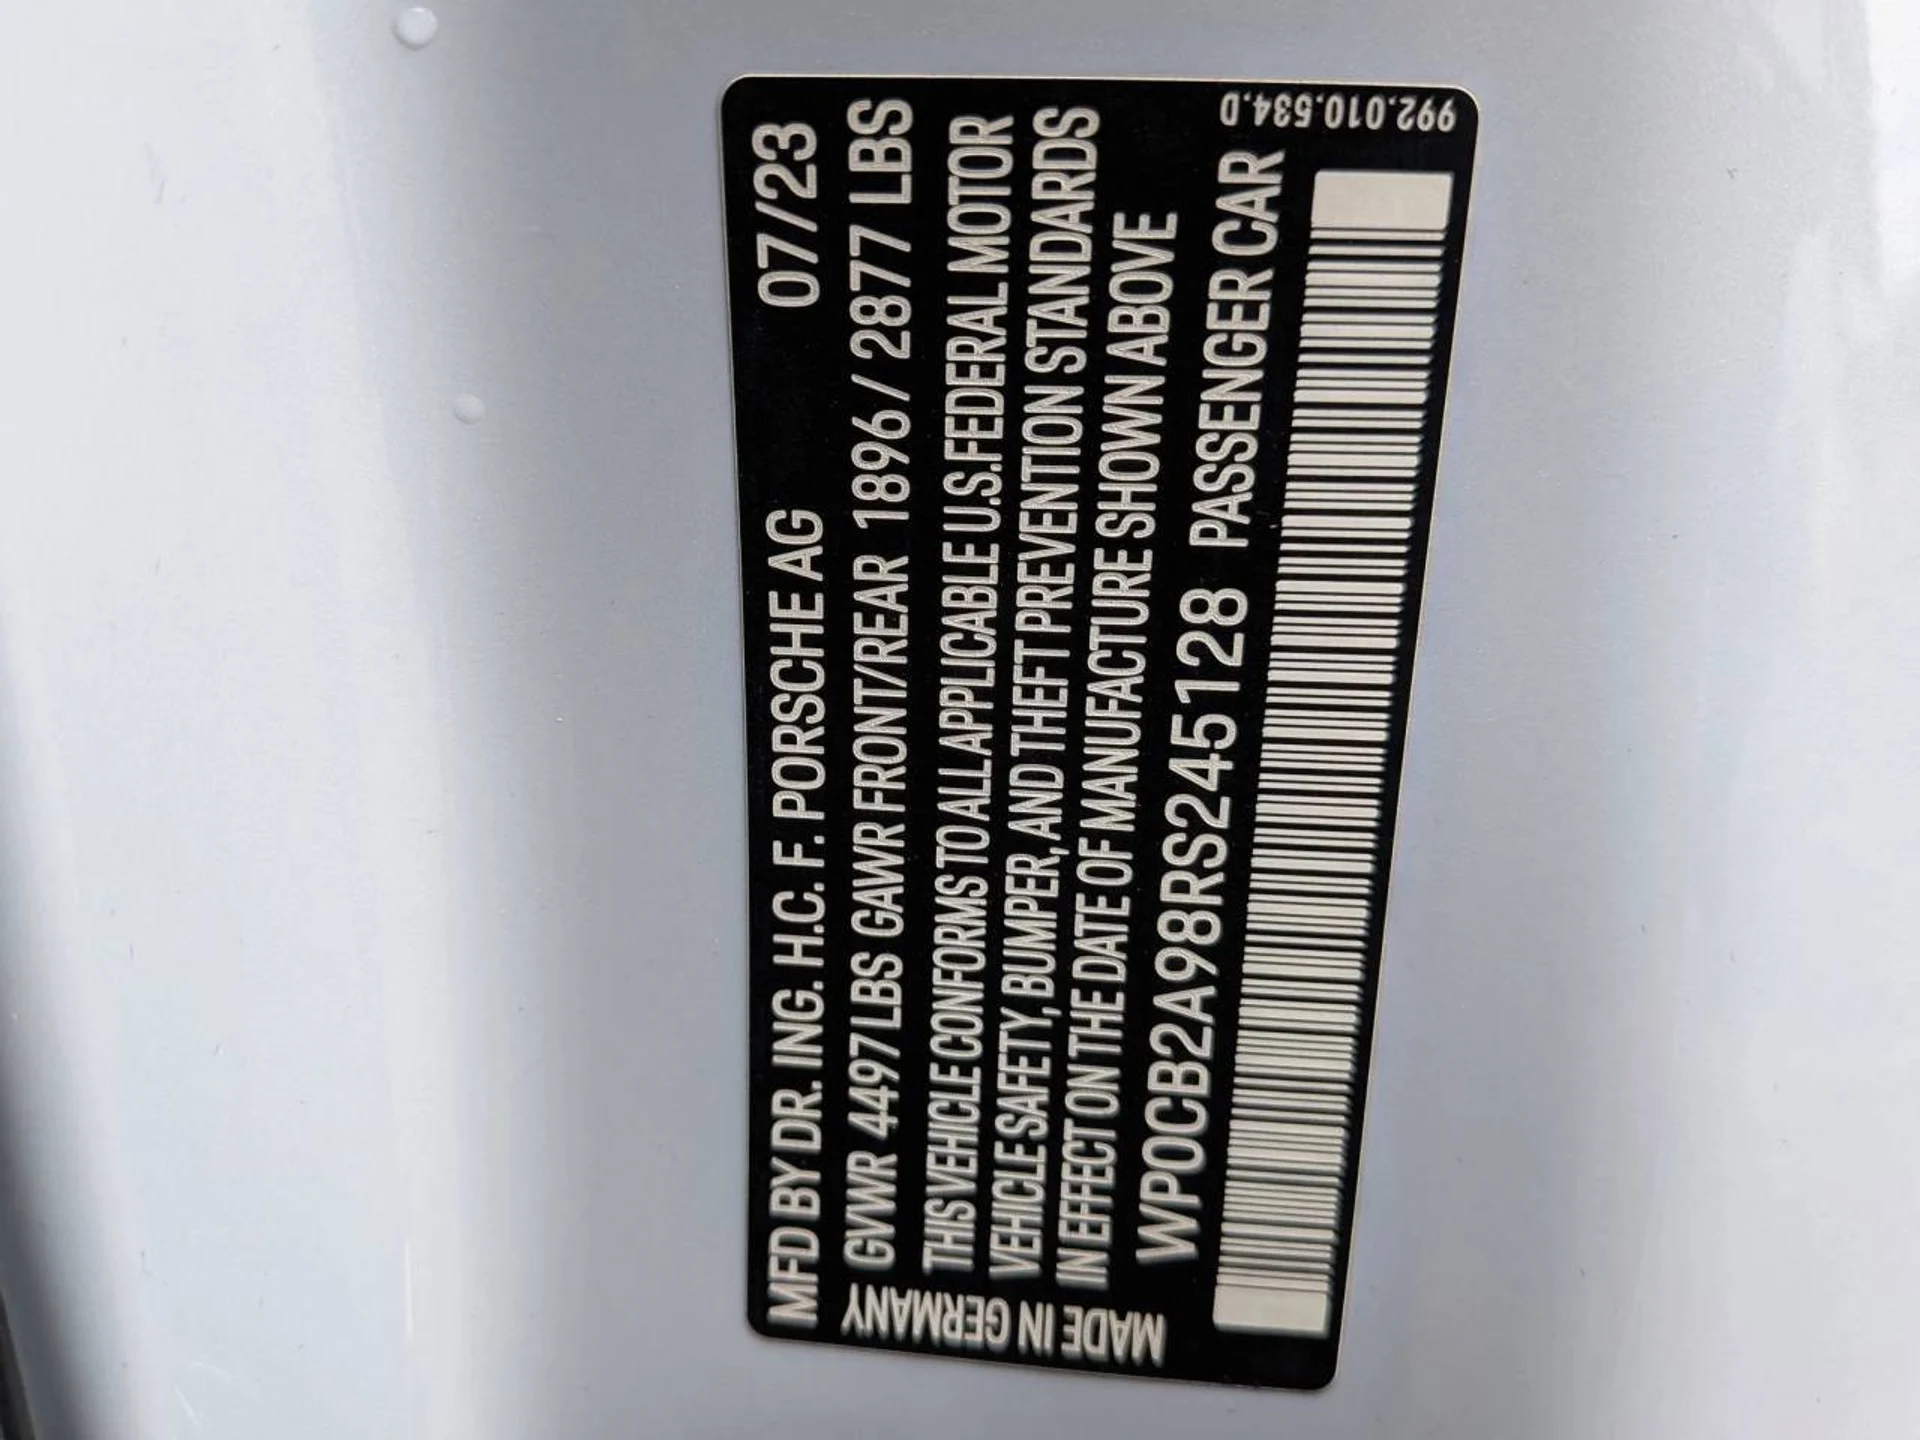 MFD BY DR. ING. H.C. F. PORSCHE AG 07/23
GVWR 4497 LBS GAWR FRONT/REAR 1896 / 2877 LBS
THIS VEHICLE CONFORMS TO ALL APPLICABLE U.S.FEDERAL MOTOR
VEHICLE SAFETY, BUMPER, AND THEFT PREVENTION STANDARDS
IN EFFECT ON THE DATE OF MANUFACTURE SHOWN ABOVE
WP0CB2A98RS245128 PASSENGER CAR
MADE IN GERMANY
992.010.534.D